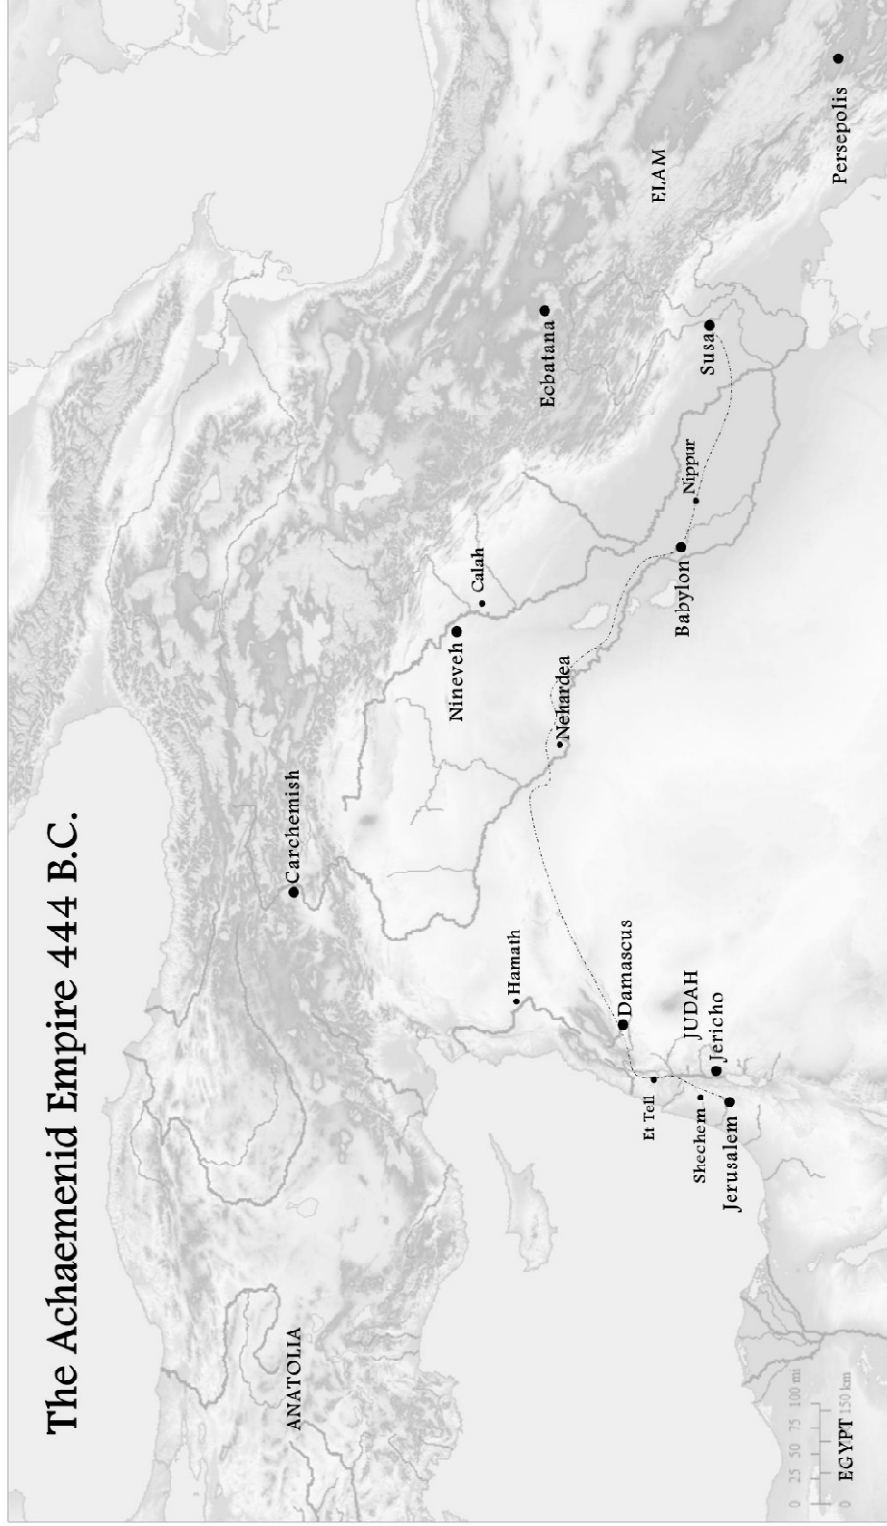 The Achaemenid Empire 444 B.C.
ANATOLIA
Carchemish
Hamath
Nineveh
Calah
Ecbatana
ELAM
Nehardea
Damascus
Et Tell
JUDAH
Shechem
Jericho
Jerusalem
Babylon
Nippur
Susa
Persepolis
0 25 50 75 100 mi
150 km
EGYPT